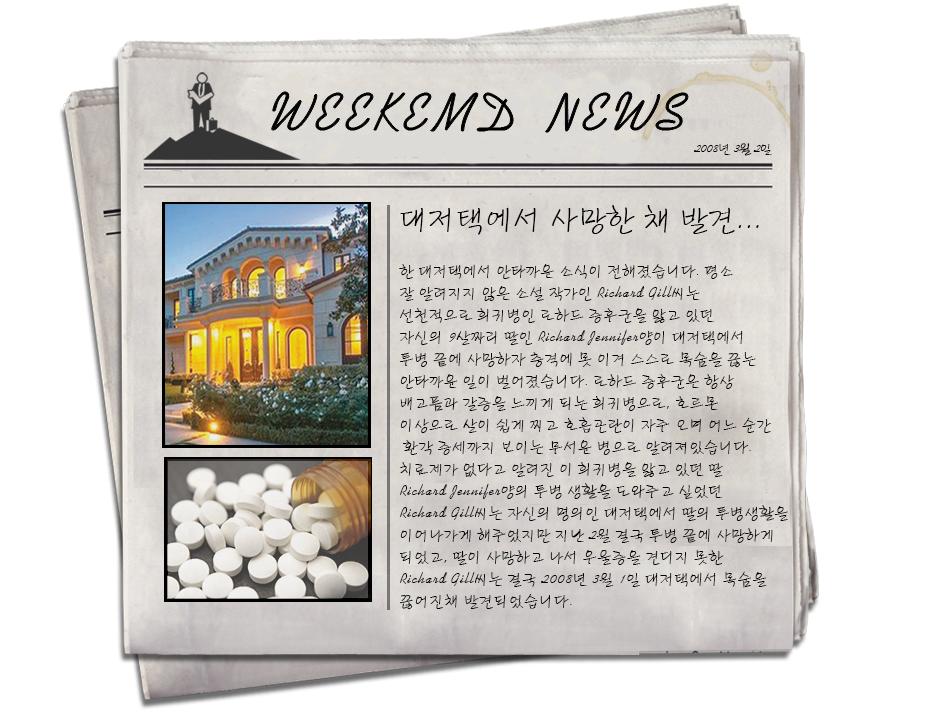 WEEKEMD NEWS
2008년 3월 2일
대저택에서 사망한 채 발견...
한 대저택에서 안타까운 소식이 전해졌습니다. 평소
잘 알려지지 않은 소설 작가인 Richard Gill씨는
선천적으로 희귀병인 로하드 증후군을 앓고 있던
자신의 9살짜리 딸인 Richard Jennifer양이 대저택에서
투병 끝에 사망하자 충격에 못 이겨 스스로 목숨을 끊는
안타까운 일이 벌어졌습니다. 로하드 증후군은 항상
배고픔과 갈증을 느끼게 되는 희귀병으로, 호르몬
이상으로 살이 쉽게 찌고 호흡곤란이 자주 오며 어느 순간
환각 증세까지 보이는 무서운 병으로 알려져있습니다.
치료제가 없다고 알려진 이 희귀병을 앓고 있던 딸
Richard Jennifer양의 투병 생활을 도와주고 싶었던
Richard Gill씨는 자신의 명의인 대저택에서 딸의 투병생활을
이어나가게 해주었지만 지난 2월 결국 투병 끝에 사망하게
되었고, 딸이 사망하고 나서 우울증을 견디지 못한
Richard Gill씨는 결국 2008년 3월 1일 대저택에서 목숨을
끊어진채 발견되었습니다.